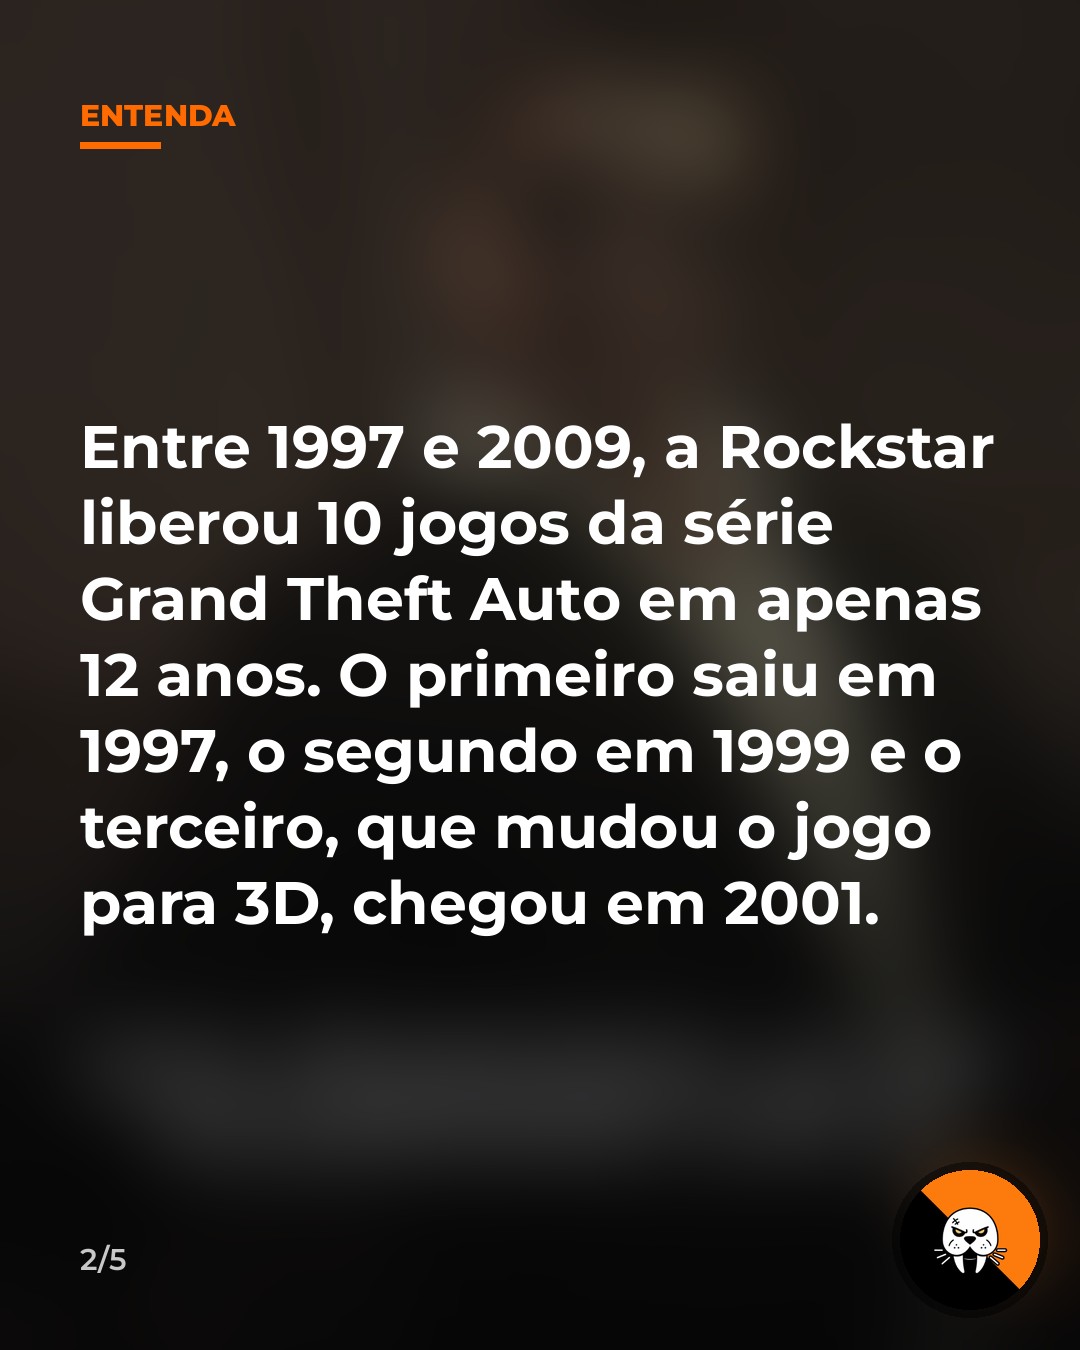 ENTENDA
Entre 1997 e 2009, a Rockstar
liberou 10 jogos da série
Grand Theft Auto em apenas
12 anos. O primeiro saiu em
1997, o segundo em 1999 e o
terceiro, que mudou o jogo
para 3D, chegou em 2001.
2/5